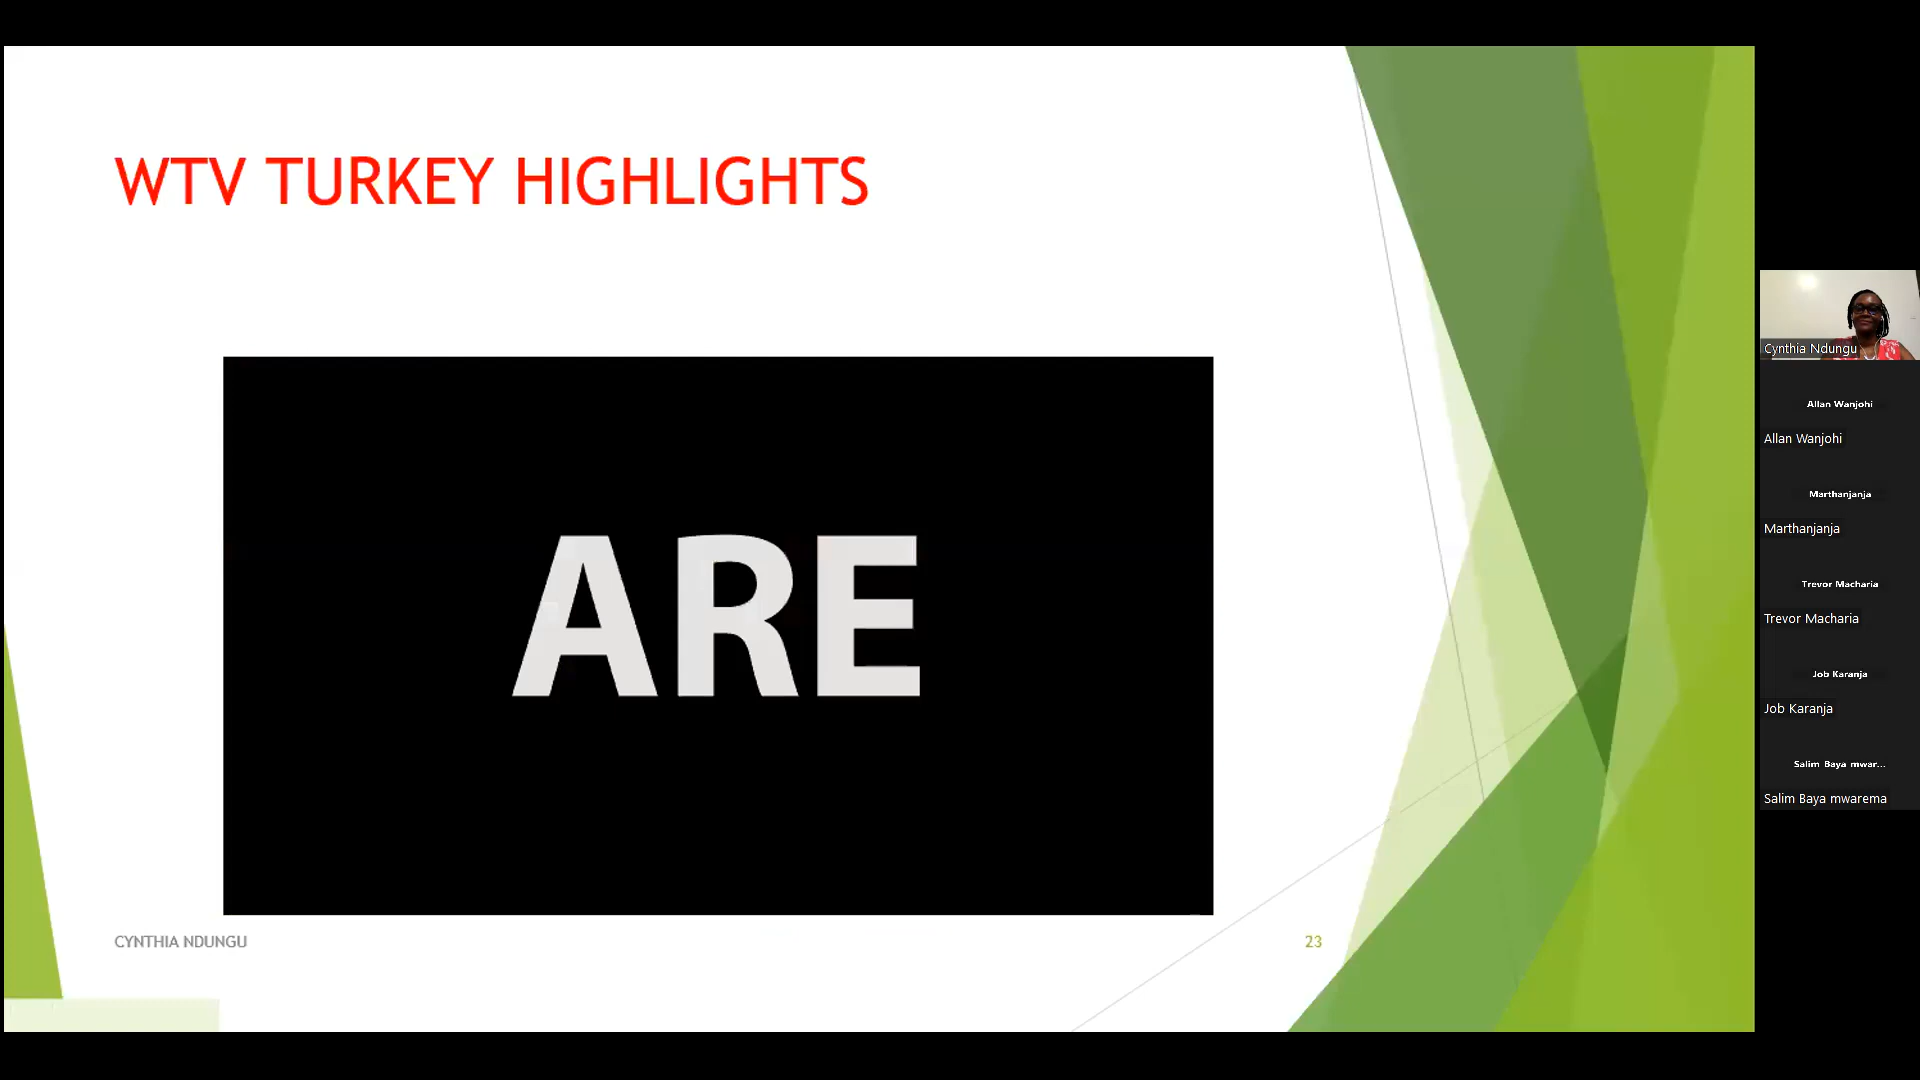 WTV TURKEY HIGHLIGHTS
ARE
CYNTHIA NDUNGU
23
Cynthia Ndungu
Allan Wanjohi
Allan Wanjohi
Marthanjanja
Marthanjanja
Trevor Macharia
Trevor Macharia
Job Karanja
Job Karanja
Salim Baya mwar...
Salim Baya mwarema